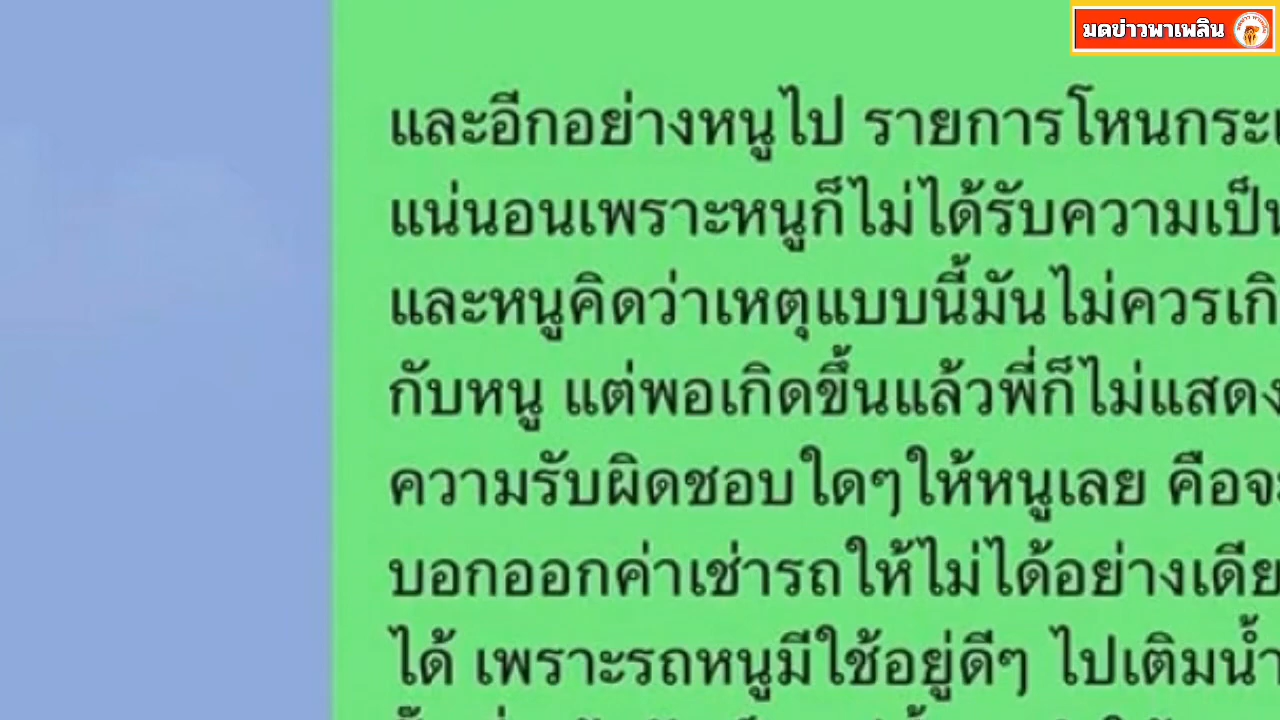 มดข่าวพาเพลิน
และอีกอย่างหนูไป รายการโหนกระ
แน่นอนเพราะหนูก็ไม่ได้รับความเป็น
และหนูคิดว่าเหตุแบบนี้มันไม่ควรเกิ
กับหนู แต่พอเกิดขึ้นแล้วพี่ก็ไม่แสดง
ความรับผิดชอบใดๆให้หนูเลย คือจะ
บอกออกค่าเช่ารถให้ไม่ได้อย่างเดีย
ได้ เพราะรถหนูมีใช้อยู่ดีๆ ไปเติมน้ำ